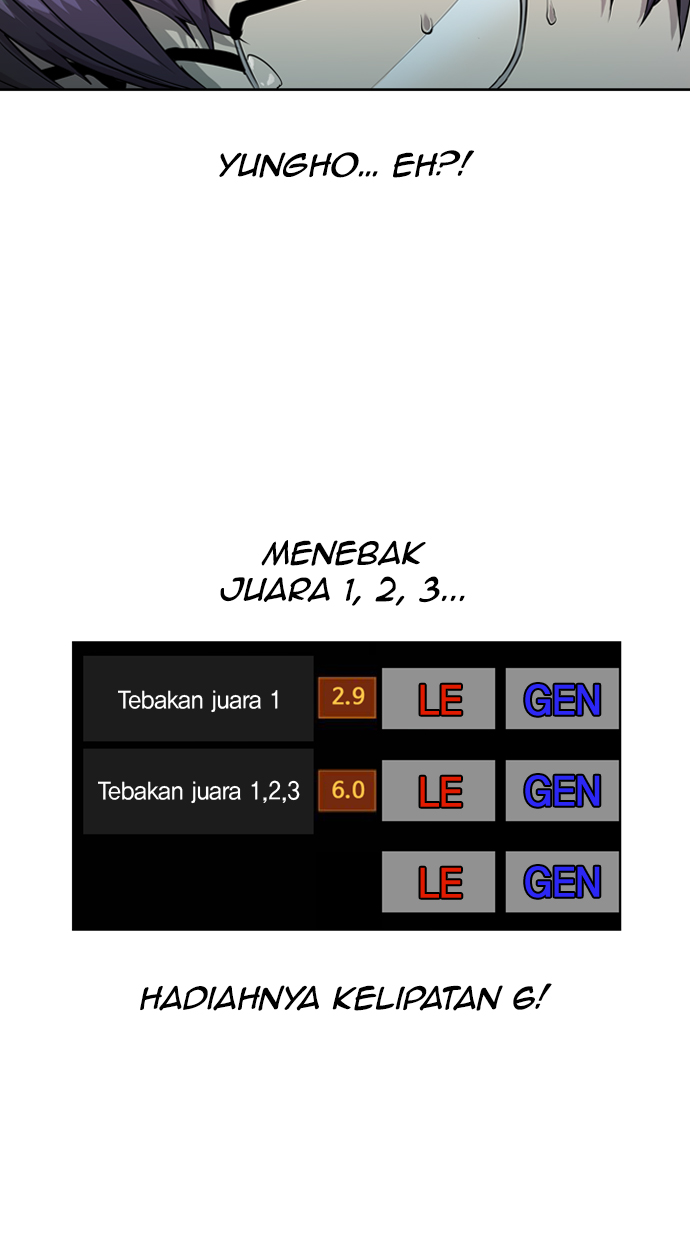 YUNGHO... EH?!
MENEBAK
JUARA 1, 2, 3...
Tebakan juara 1 2.9 LE GEN
Tebakan juara 1,2,3 6.0 LE GEN
LE GEN
HADIAHNYA KELIPATAN 6!